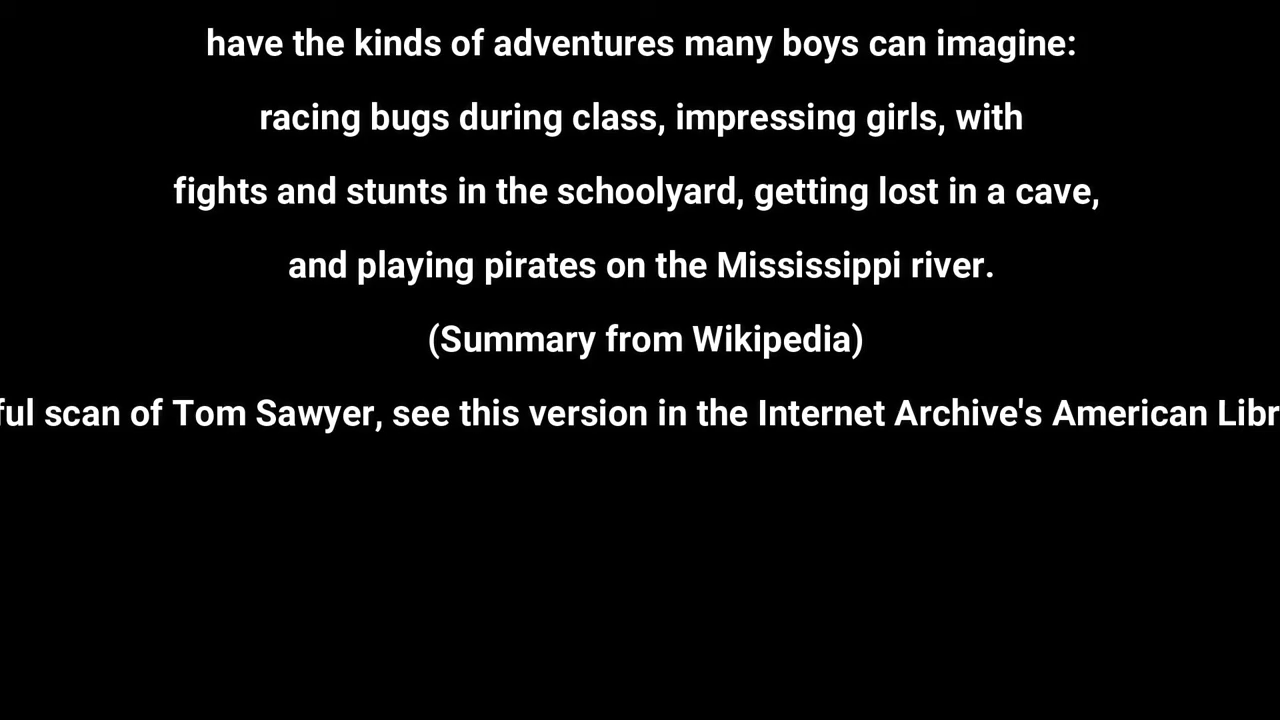 have the kinds of adventures many boys can imagine:
racing bugs during class, impressing girls, with
fights and stunts in the schoolyard, getting lost in a cave,
and playing pirates on the Mississippi river.
(Summary from Wikipedia)
scan of Tom Sawyer, see this version in the Internet Archive's American